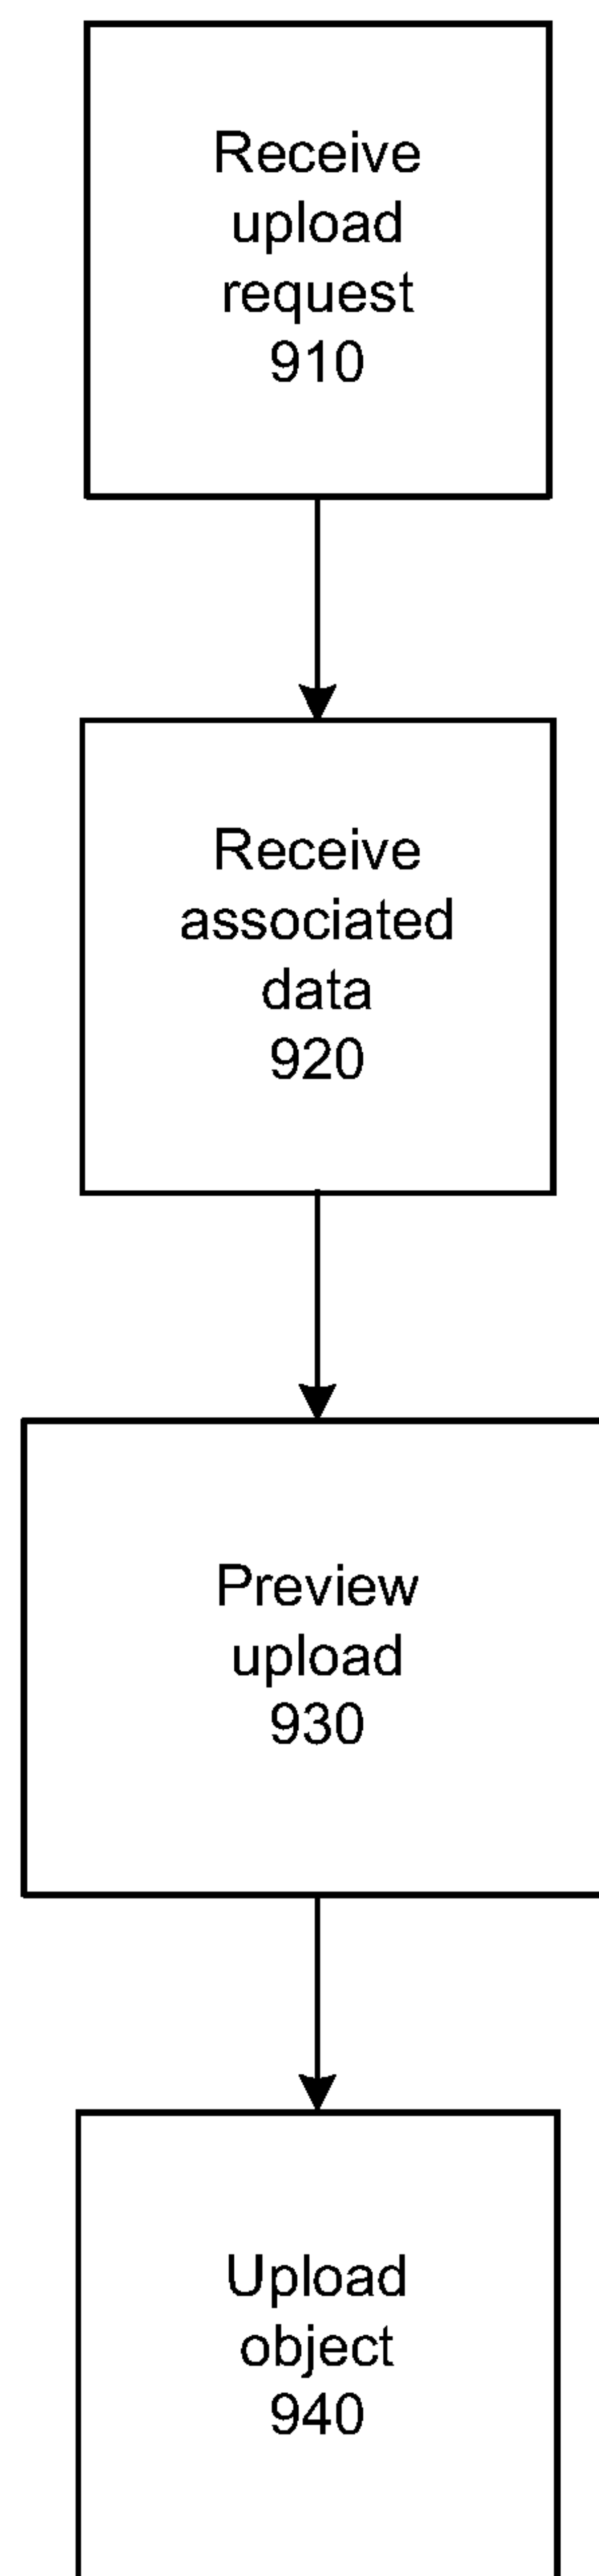 Receive
upload
request
910
Receive
associated
data
920
Preview
upload
930
Upload
object
940